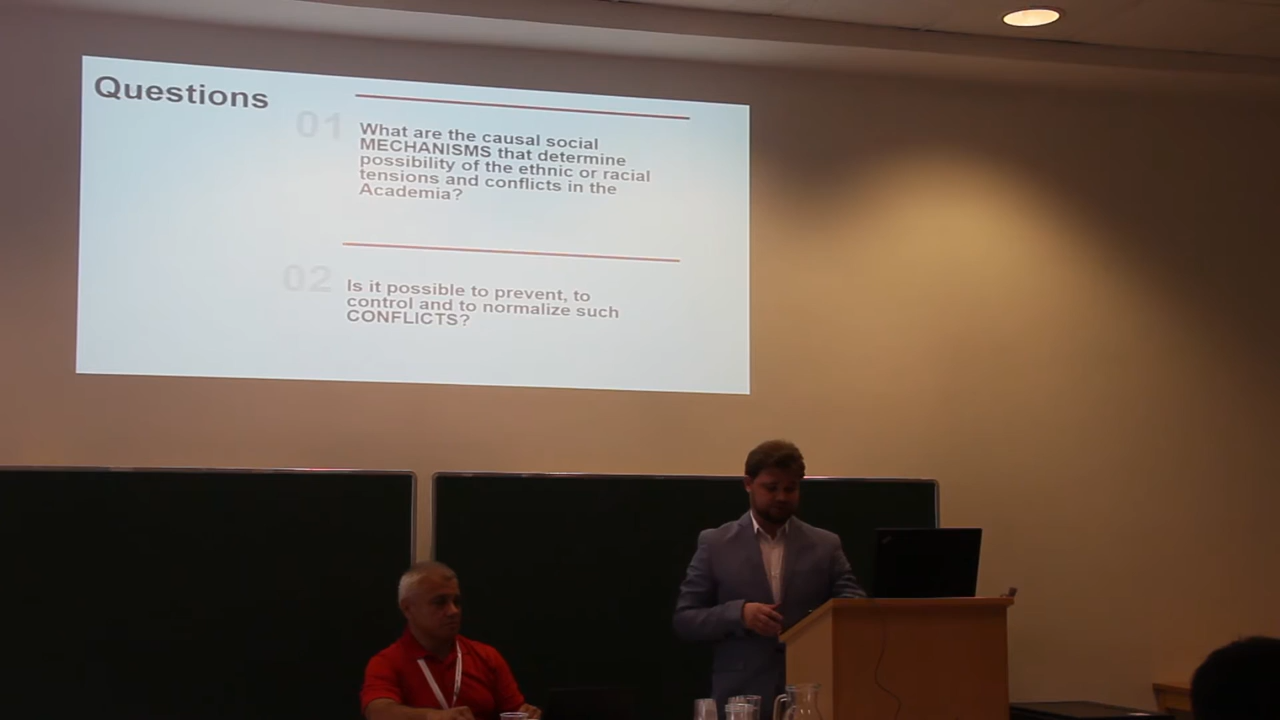 Questions
01
What are the causal social
MECHANISMS that determine
possibility of the ethnic or racial
tensions and conflicts in the
Academia?
02
Is it possible to prevent, to
control and to normalize such
CONFLICTS?